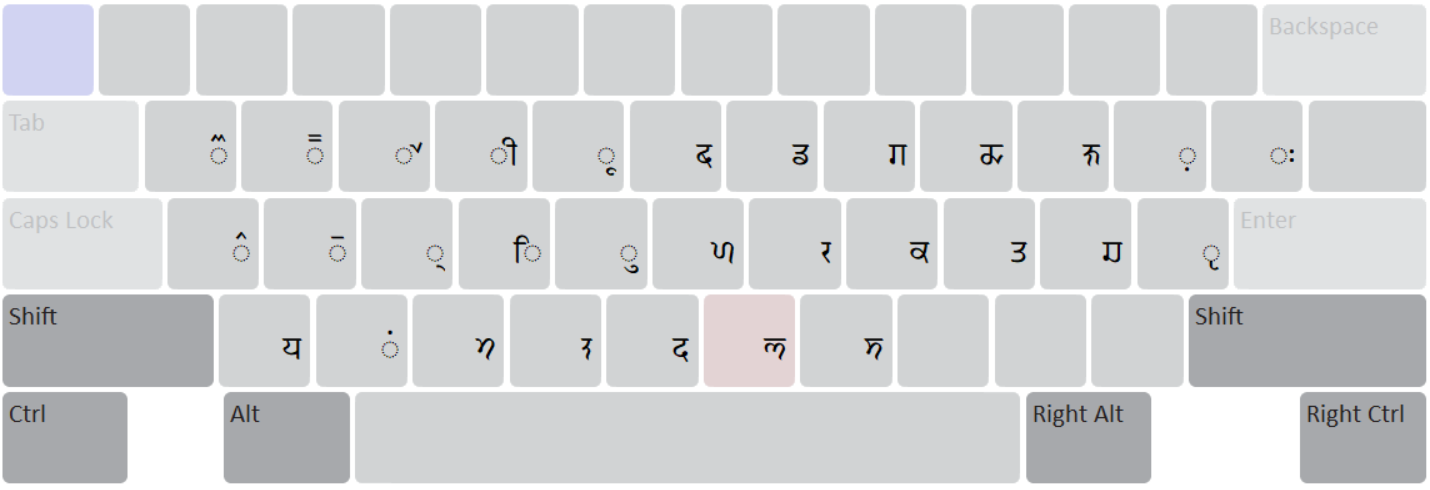 Backspace
Tab 𑠶 𑠴 𑠬 𑠮 𑠰 𑠠 𑠪 𑠌 𑠛 𑠑 𑠺 𑠸
Caps Lock 𑠵 𑠳 𑠹 𑠭 𑠯 𑠞 𑠤 𑠊 𑠙 𑠏 𑠱 Enter
Shift 𑠣 𑠷 𑠢 𑠝 𑠦 𑠥 𑠩 Shift
Ctrl Alt Right Alt Right Ctrl